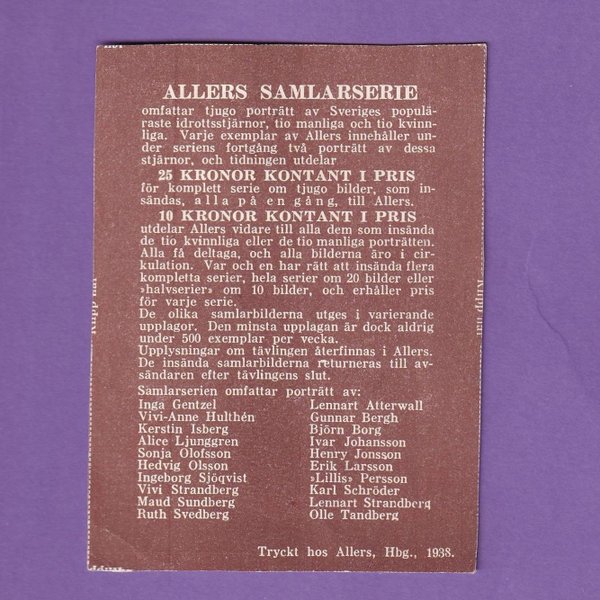 ALLERS SAMLARSERIE
omfattar tjugo porträtt av Sveriges populä-
raste idrottsstjärnor, tio manliga och tio kvinn-
liga. Varje exemplar av Allers innehåller un-
der seriens fortgång två porträtt av dessa
stjärnor, och tidningen utdelar
25 KRONOR KONTANT I PRIS
för komplett serie om tjugo bilder, som in-
sändas, alla på en gång, till Allers.
10 KRONOR KONTANT I PRIS
utdelar Allers vidare till alla dem som insända
de tio kvinnliga eller de tio manliga porträtten.
Alla få deltaga, och alla bilderna äro i cir-
kulation. Var och en har rätt att insända flera
kompletta serier, hela serier om 20 bilder eller
»halvserier» om 10 bilder, och erhåller pris
för varje serie.
De olika samlarbilderna utges i varierande
upplagor. Den minsta upplagan är dock aldrig
under 500 exemplar per vecka.
Upplysningar om tävlingen återfinnas i Allers.
De insända samlarbilderna returneras till av-
sändaren efter tävlingens slut.
Samlarserien omfattar porträtt av:
Inga Gentzel
Vivi-Anne Hulthén
Kerstin Isberg
Alice Ljunggren
Sonja Olofsson
Hedvig Olsson
Ingeborg Sjöqvist
Vivi Strandberg
Maud Sundberg
Ruth Svedberg
Lennart Atterwall
Gunnar Bergh
Björn Borg
Ivar Johansson
Henry Jonsson
Erik Larsson
»Lillis» Persson
Karl Schröder
Lennart Strandberg
Olle Tandberg
Tryckt hos Allers, Hbg., 1938.